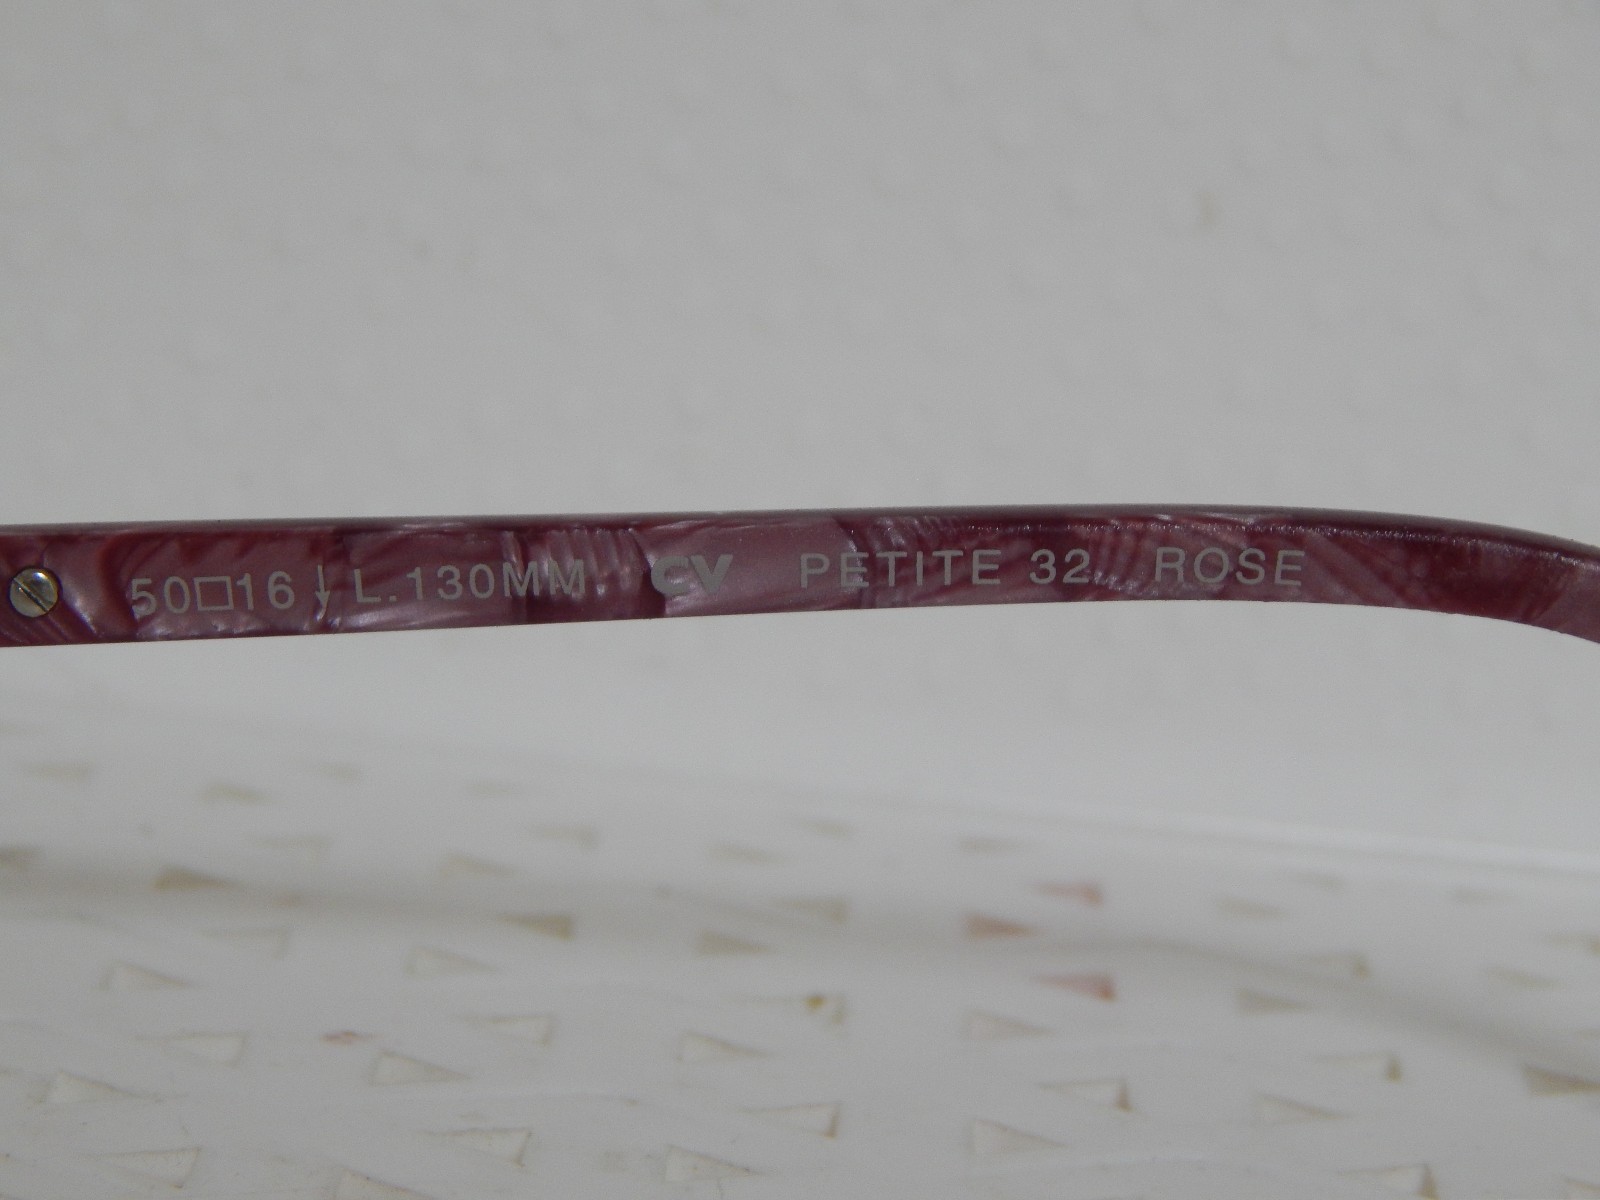 50□16 ↓ L.130MM. CV PETITE 32 ROSE